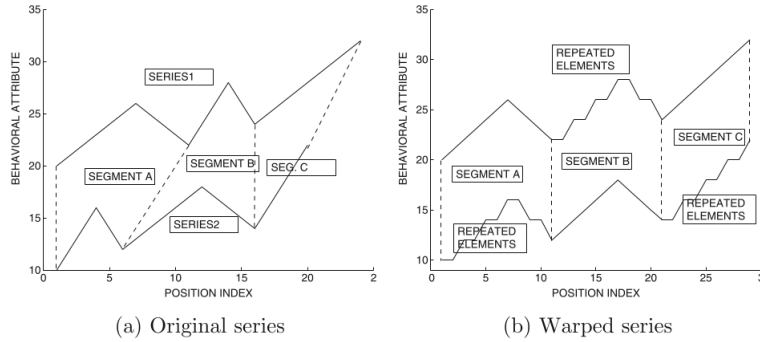 35
30
25
20
15
10
0
5
10
15
20
2
BEHAVIORAL ATTRIBUTE
POSITION INDEX
SERIES1
SEGMENT A
SEGMENT B
SEG. C
SERIES2
(a) Original series
35
30
25
20
15
10
0
5
10
15
20
25
3
BEHAVIORAL ATTRIBUTE
POSITION INDEX
REPEATED
ELEMENTS
SEGMENT C
SEGMENT B
SEGMENT A
REPEATED
ELEMENTS
REPEATED
ELEMENTS
(b) Warped series